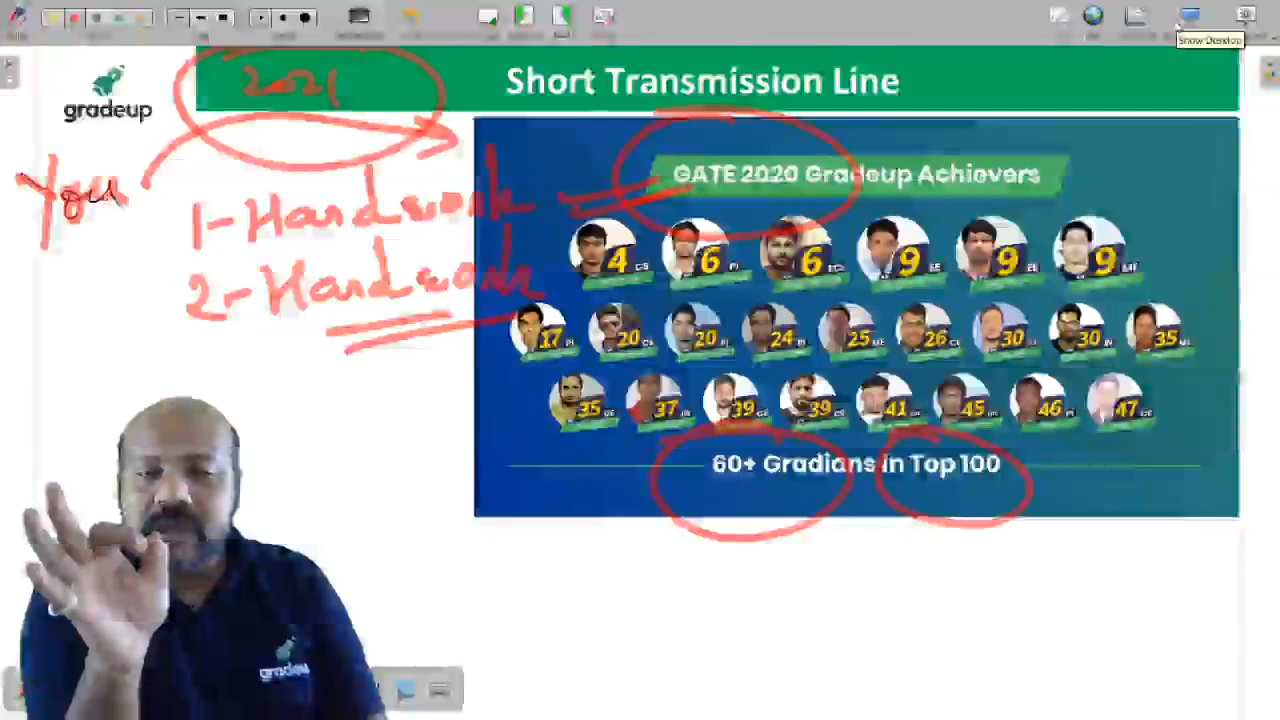 Show Desktop
2021
Short Transmission Line
gradeup
You
1-Hardwork
2-Hardwork
GATE 2020 Gradeup Achievers
4 6 6 9 9 9
17 20 20 24 25 26 30 30 35
35 37 39 39 41 45 46 47
60+ Gradians in Top 100
gradeup